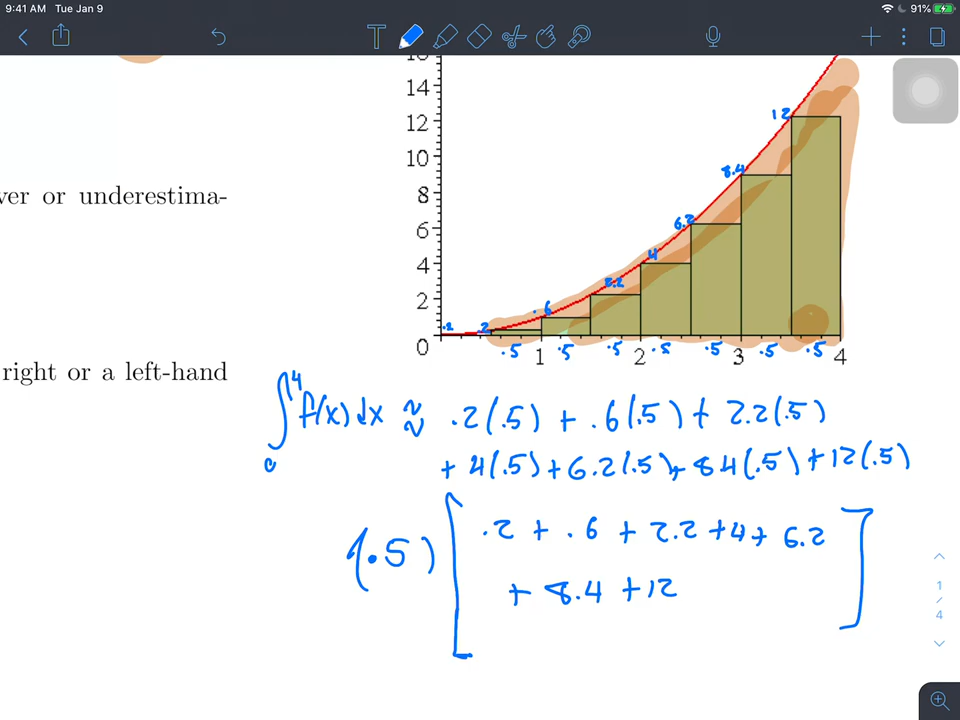 9:41 AM Tue Jan 9
91%
16
14
12
12
10
8.4
8
6.2
6
4
4
2.2
2
.6
.2
0
.5 1 .5 .5 2 .5 .5 3 .5 .5 4
ver or underestima-
right or a left-hand
∫₀⁴ f(x) dx ≈ .2(.5) + .6(.5) + 2.2(.5)
+ 4(.5) + 6.2(.5) + 8.4(.5) + 12(.5)
(.5) [ .2 + .6 + 2.2 + 4 + 6.2
+ 8.4 + 12 ]
1
/
4